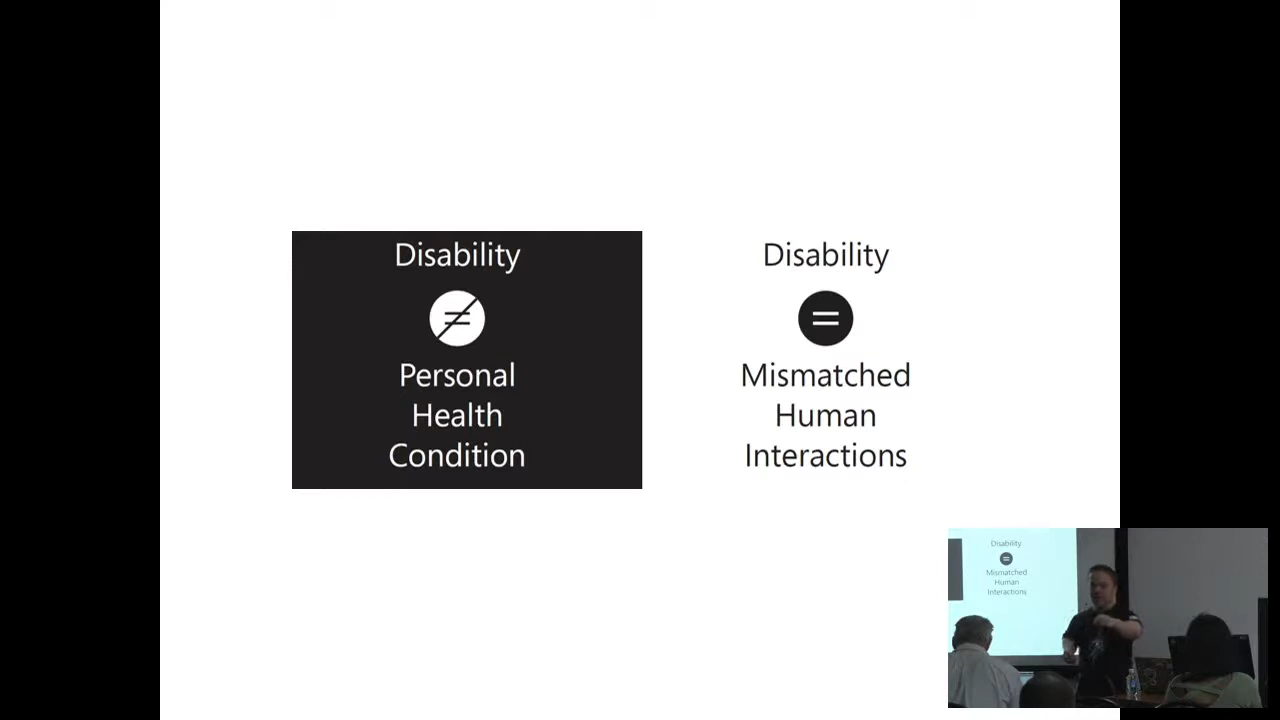 Disability
≠
Personal
Health
Condition
Disability
=
Mismatched
Human
Interactions
Disability
=
Mismatched
Human
Interactions